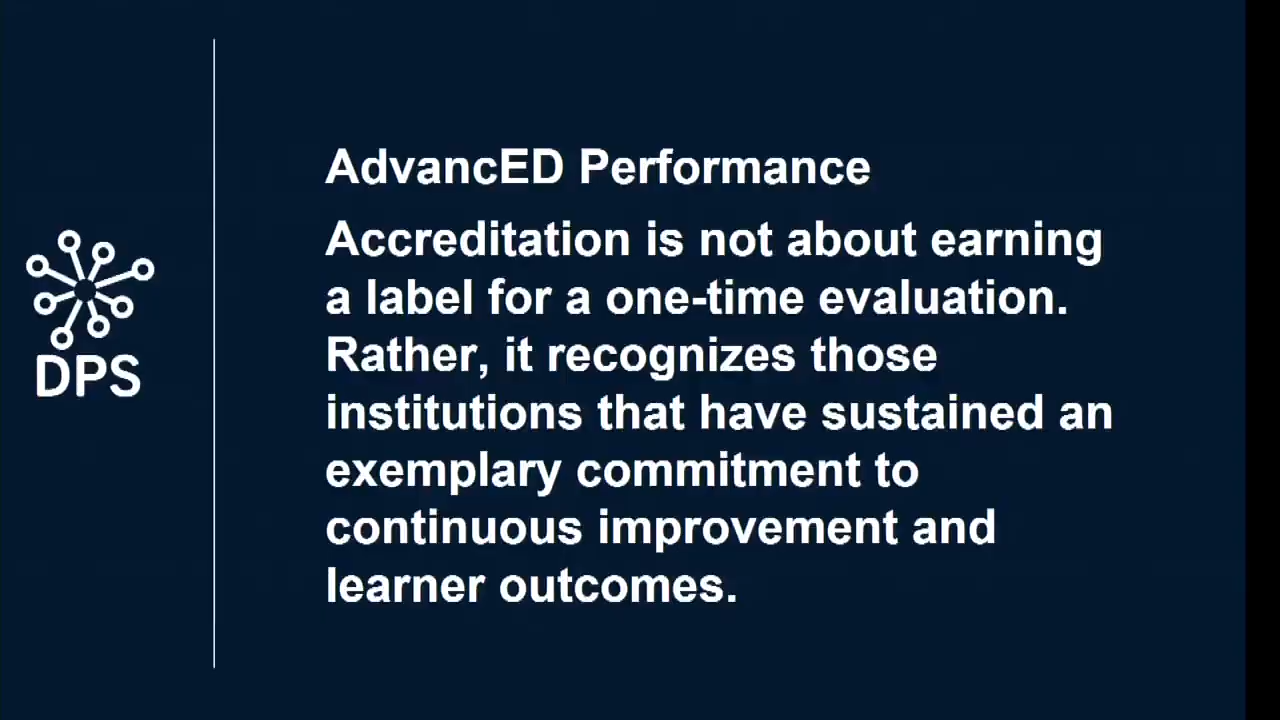 AdvancED Performance
Accreditation is not about earning
a label for a one-time evaluation.
Rather, it recognizes those
institutions that have sustained an
exemplary commitment to
continuous improvement and
learner outcomes.
DPS